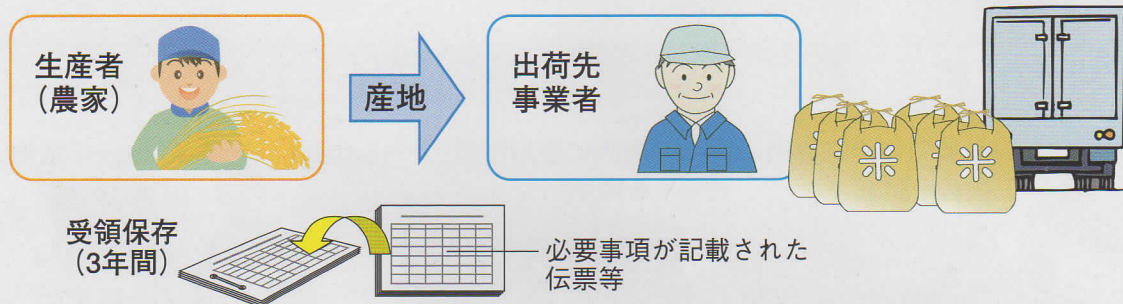 生産者
（農家）
産地
出荷先
事業者
米
米
受領保存
（3年間）
必要事項が記載された
伝票等